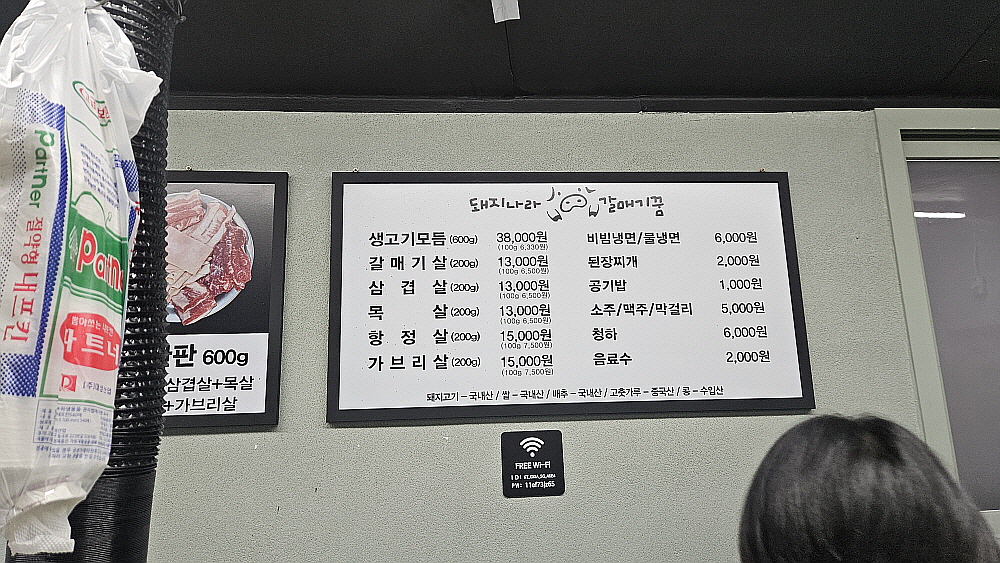 돼지나라 갈매기꿈
생고기모듬 (600g) 38,000원
(100g 6,330원)
갈매기살 (200g) 13,000원
(100g 6,500원)
삼겹살 (200g) 13,000원
(100g 6,500원)
목살 (200g) 13,000원
(100g 6,500원)
항정살 (200g) 15,000원
(100g 7,500원)
가브리살 (200g) 15,000원
(100g 7,500원)
비빔냉면/물냉면 6,000원
된장찌개 2,000원
공기밥 1,000원
소주/맥주/막걸리 5,000원
청하 6,000원
음료수 2,000원
돼지고기 – 국내산 / 쌀 – 국내산 / 배추 – 국내산 / 고춧가루 – 중국산 / 콩 – 수입산
판 600g
삼겹살+목살
+가브리살
FREE Wi-Fi
Partner 절약형 내프킨
파트너